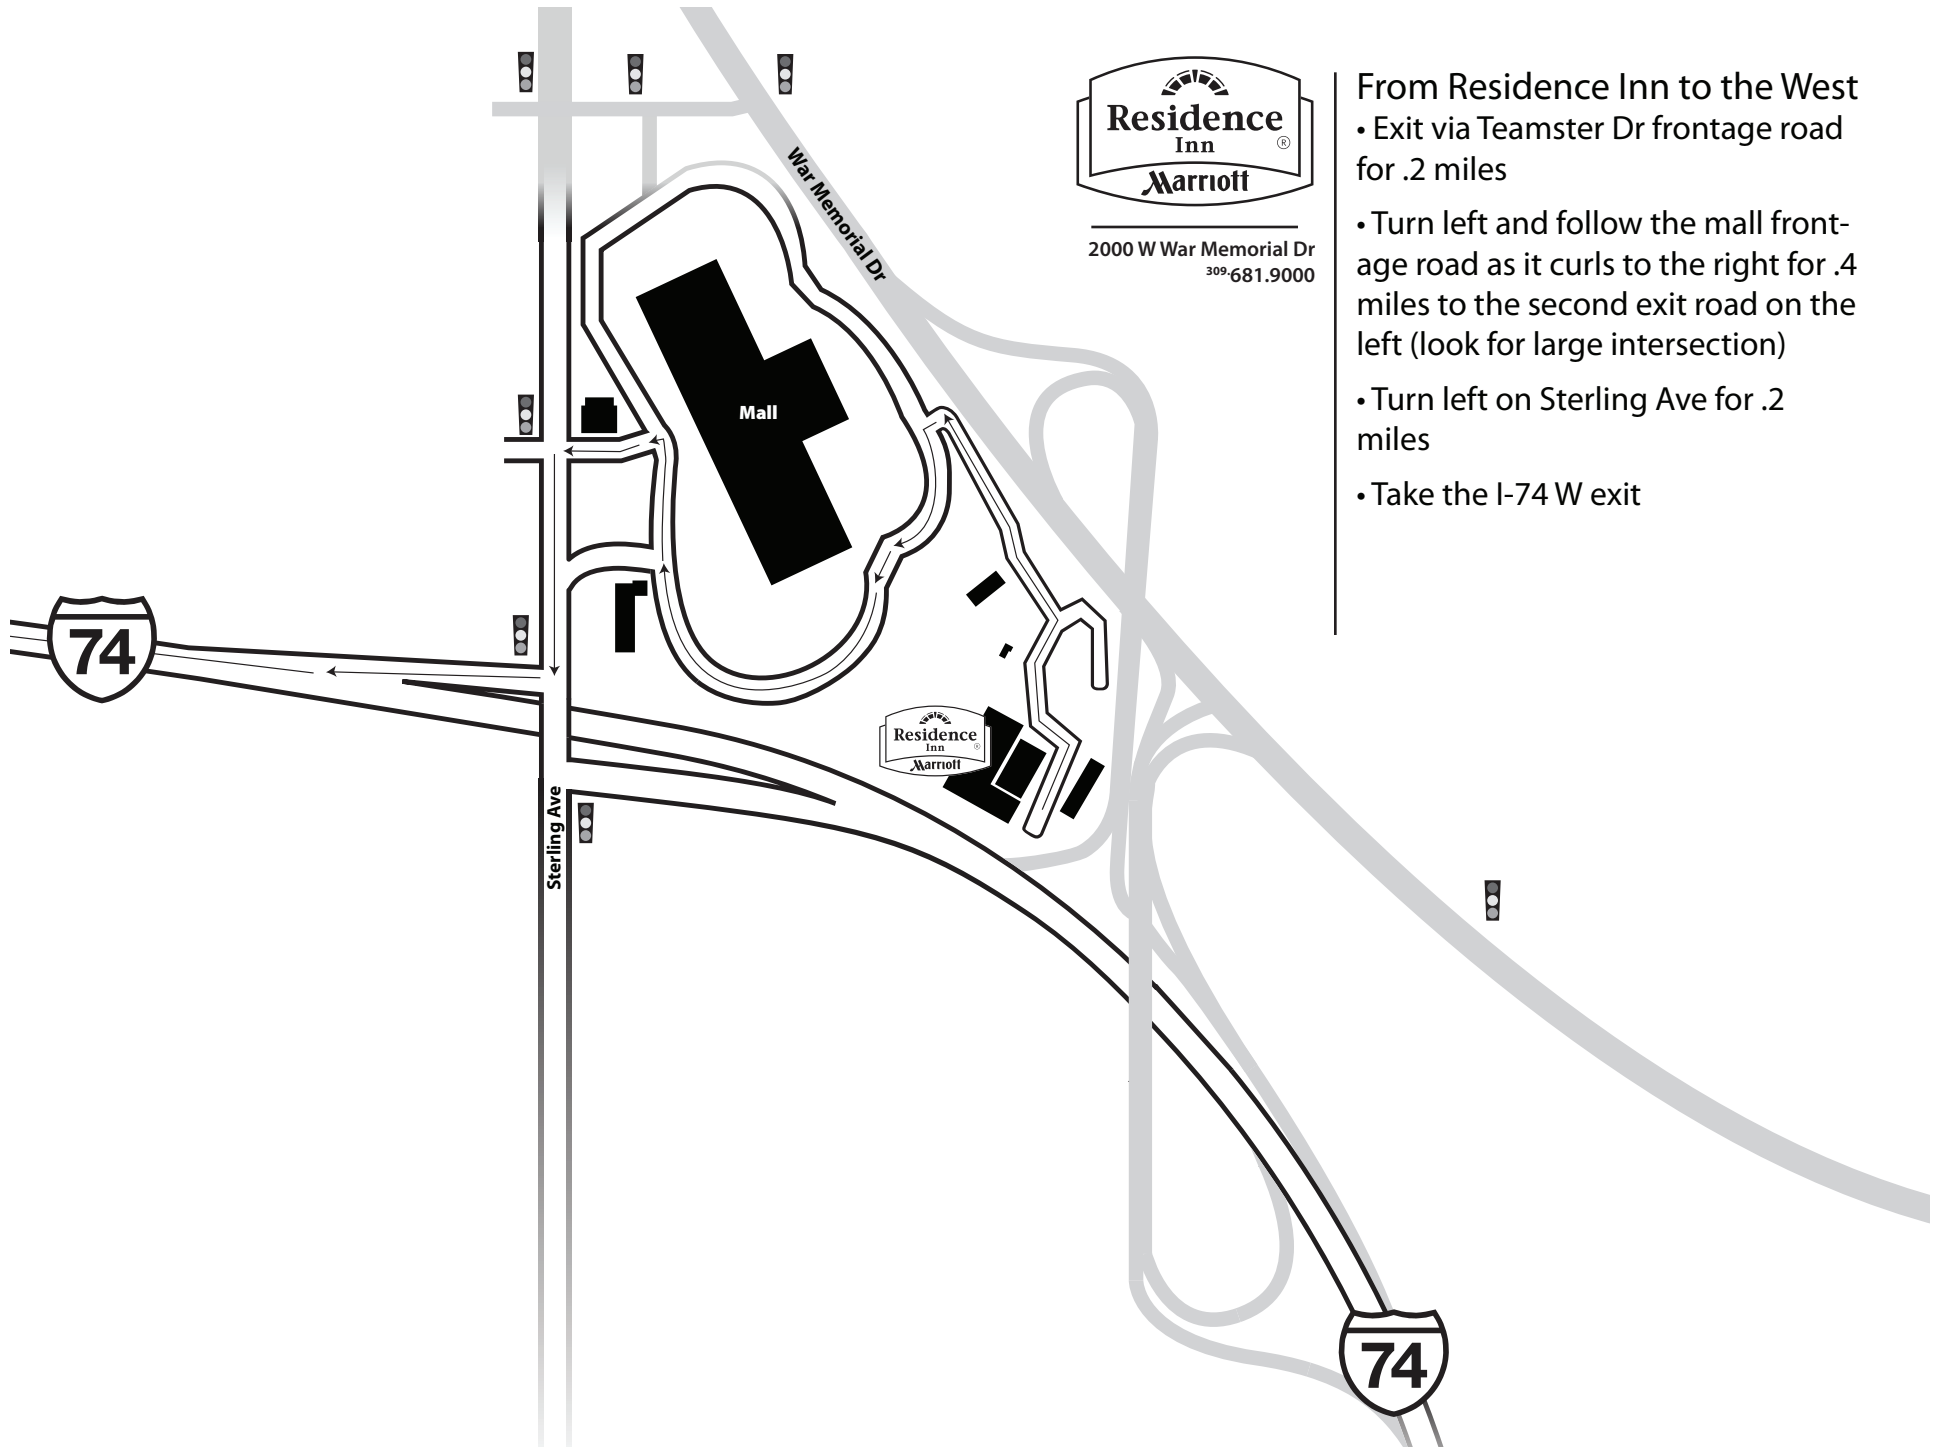 Residence
Inn
®
Marriott
2000 W War Memorial Dr
309.681.9000
From Residence Inn to the West
• Exit via Teamster Dr frontage road
for .2 miles
• Turn left and follow the mall front-
age road as it curls to the right for .4
miles to the second exit road on the
left (look for large intersection)
• Turn left on Sterling Ave for .2
miles
• Take the I-74 W exit
War Memorial Dr
Mall
74
Residence
Inn
®
Marriott
Sterling Ave
74